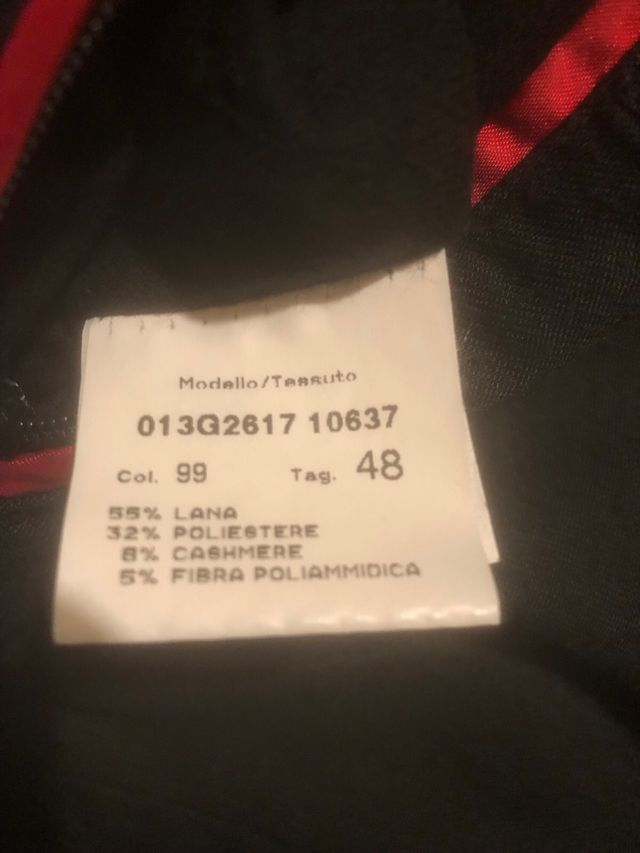 Modello/Tessuto
013G2617 10637
Col. 99 Tag. 48
55% LANA
32% POLIESTERE
8% CASHMERE
5% FIBRA POLIAMMIDICA